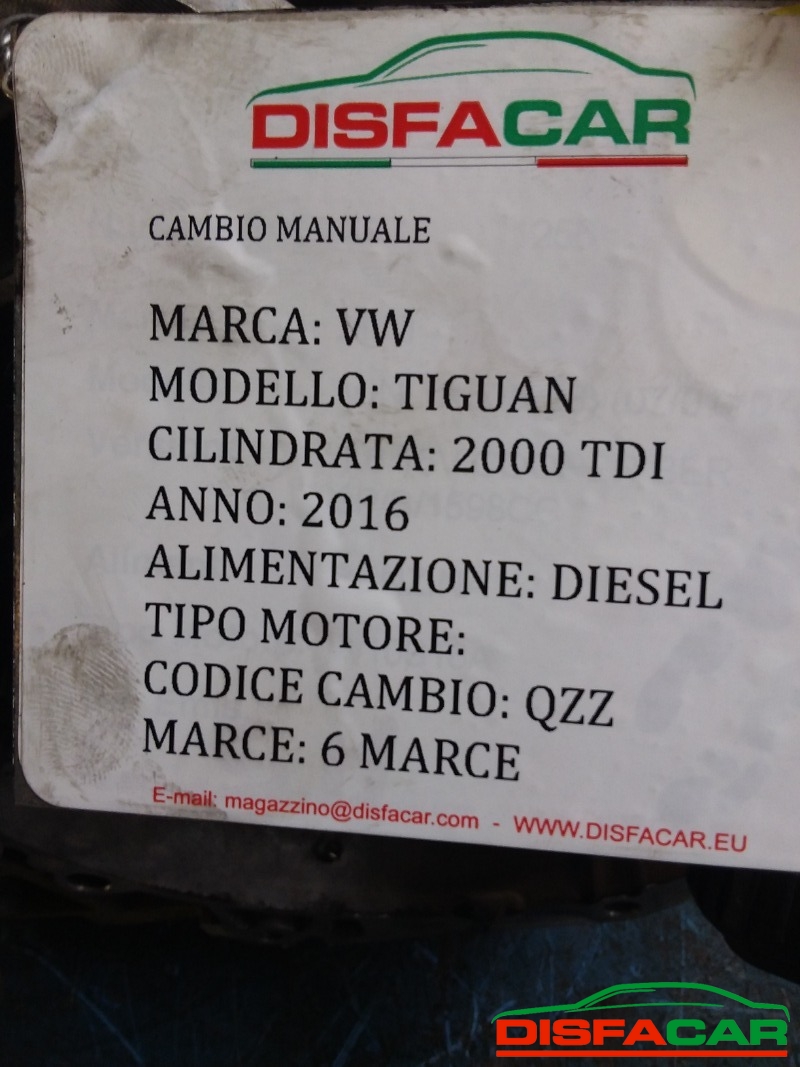 DISFACAR
CAMBIO MANUALE
MARCA: VW
MODELLO: TIGUAN
CILINDRATA: 2000 TDI
ANNO: 2016
ALIMENTAZIONE: DIESEL
TIPO MOTORE:
CODICE CAMBIO: QZZ
MARCE: 6 MARCE
E-mail: magazzino@disfacar.com - WWW.DISFACAR.EU
DISFACAR